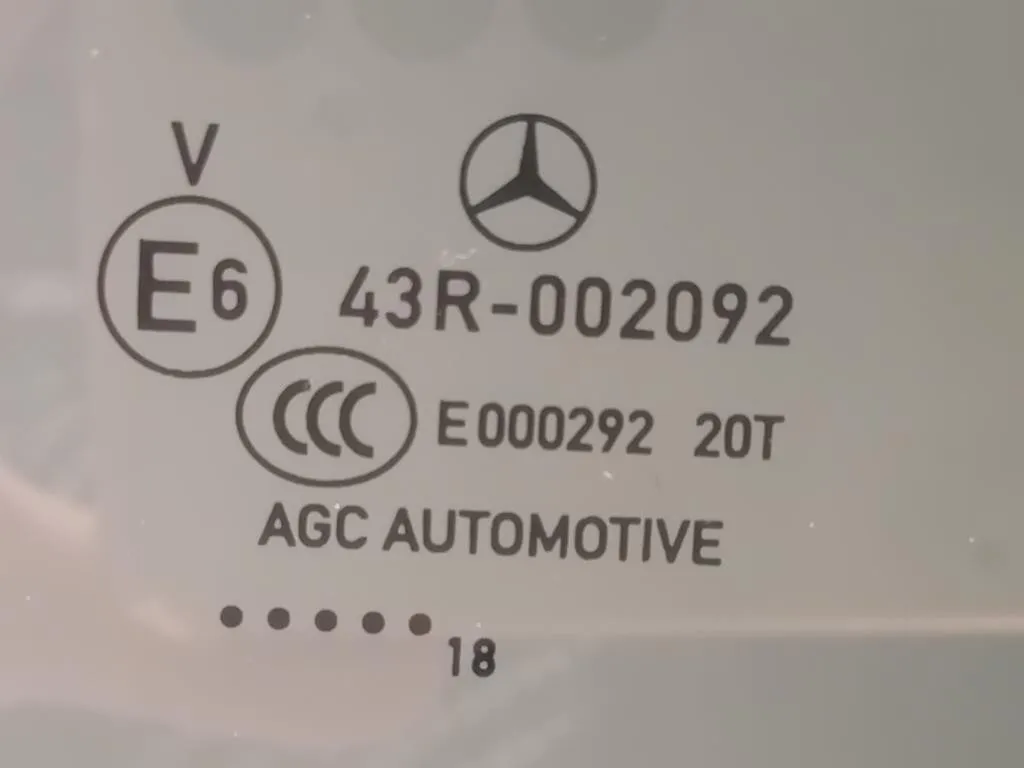 V
E6 43R-002092
CCC E000292 20T
AGC AUTOMOTIVE
18